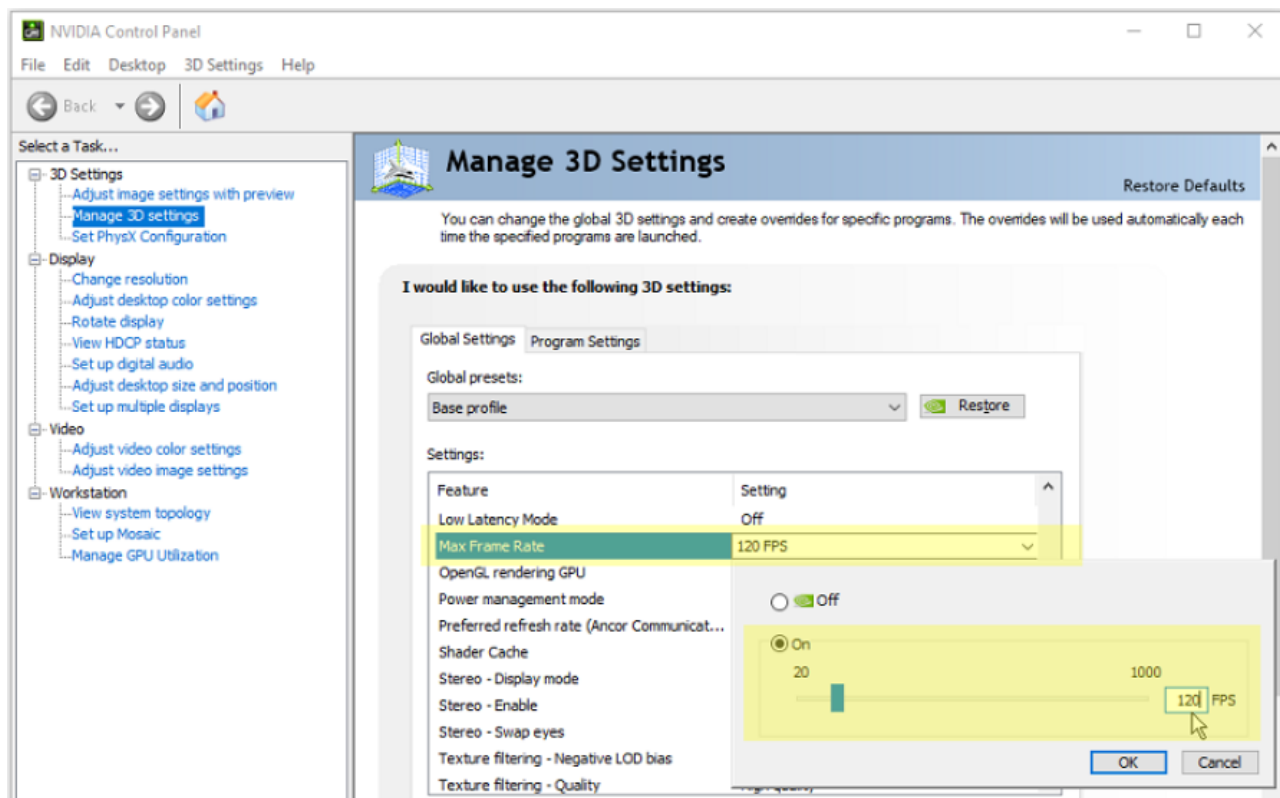 NVIDIA Control Panel
File Edit Desktop 3D Settings Help
Back
Select a Task...
3D Settings
Adjust image settings with preview
Manage 3D settings
Set PhysX Configuration
Display
Change resolution
Adjust desktop color settings
Rotate display
View HDCP status
Set up digital audio
Adjust desktop size and position
Set up multiple displays
Video
Adjust video color settings
Adjust video image settings
Workstation
View system topology
Set up Mosaic
Manage GPU Utilization
Manage 3D Settings
Restore Defaults
You can change the global 3D settings and create overrides for specific programs. The overrides will be used automatically each
time the specified programs are launched.
I would like to use the following 3D settings:
Global Settings Program Settings
Global presets:
Base profile Restore
Settings:
Feature Setting
Low Latency Mode Off
Max Frame Rate 120 FPS
OpenGL rendering GPU
Power management mode
Preferred refresh rate (Ancor Communicat...
Shader Cache
Stereo - Display mode
Stereo - Enable
Stereo - Swap eyes
Texture filtering - Negative LOD bias
Texture filtering - Quality
Off
On
20 1000
120 FPS
OK Cancel